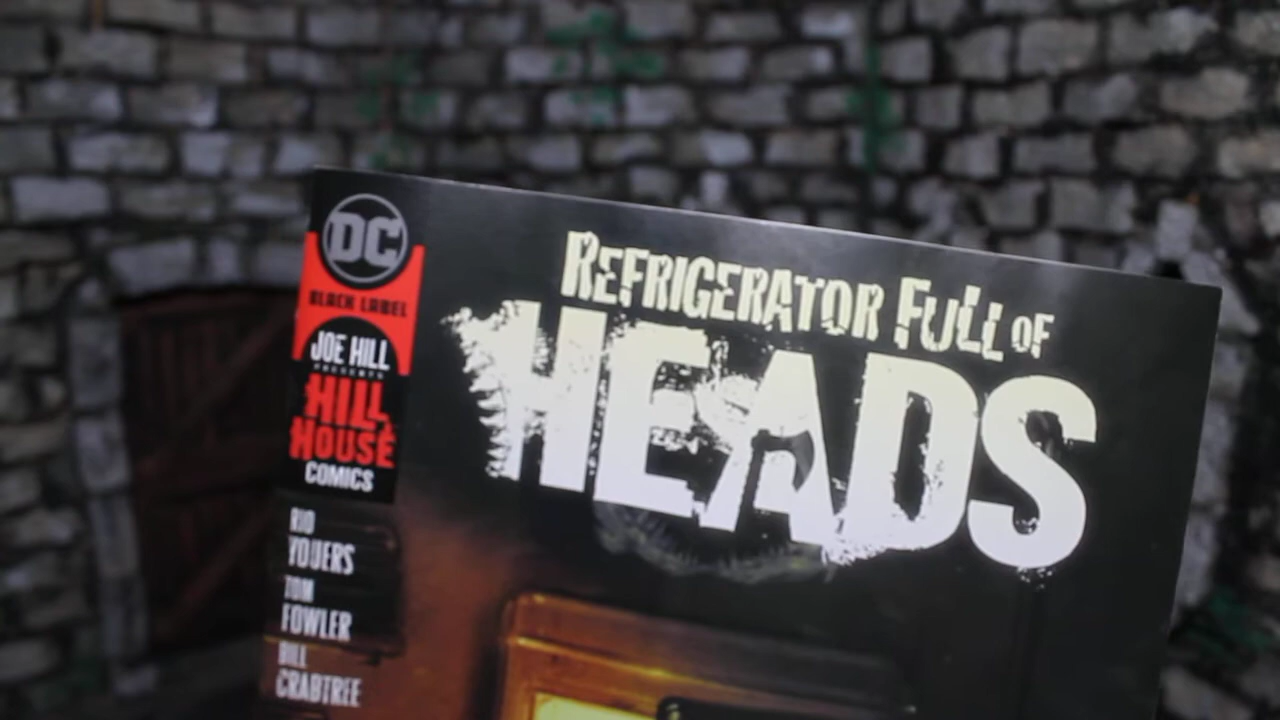 DC
BLACK LABEL
JOE HILL
PRESENTS
HILL
HOUSE
COMICS
RIO
YOUERS
TOM
FOWLER
BILL
CRABTREE
REFRIGERATOR FULL OF
HEADS